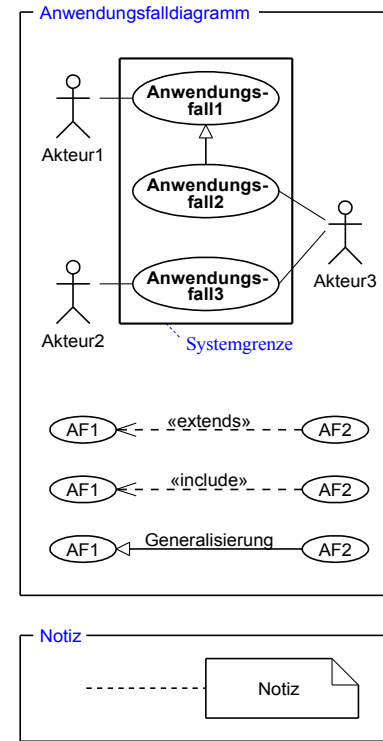 Anwendungsfalldiagramm
Anwendungs-
fall1
Akteur1
Anwendungs-
fall2
Anwendungs-
fall3
Akteur3
Akteur2
Systemgrenze
AF1 «extends» AF2
AF1 «include» AF2
AF1 Generalisierung AF2
Notiz
Notiz